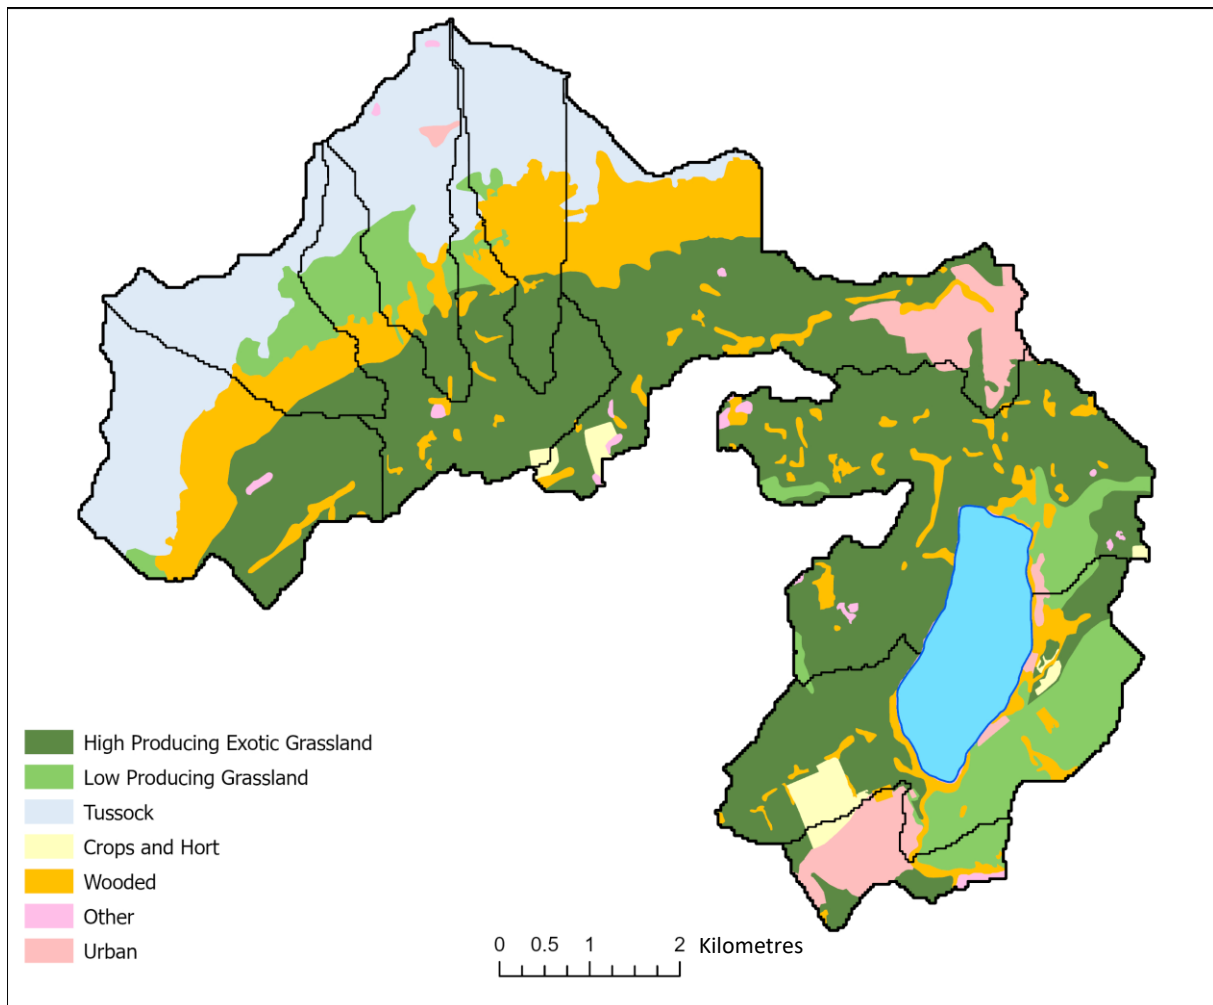 High Producing Exotic Grassland
Low Producing Grassland
Tussock
Crops and Hort
Wooded
Other
Urban
0 0.5 1 2 Kilometres